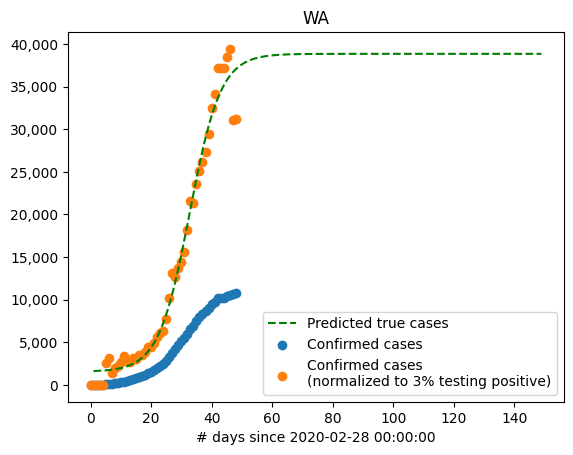 WA
40,000
35,000
30,000
25,000
20,000
15,000
10,000
5,000
0
Predicted true cases
Confirmed cases
Confirmed cases
(normalized to 3% testing positive)
0 20 40 60 80 100 120 140
# days since 2020-02-28 00:00:00